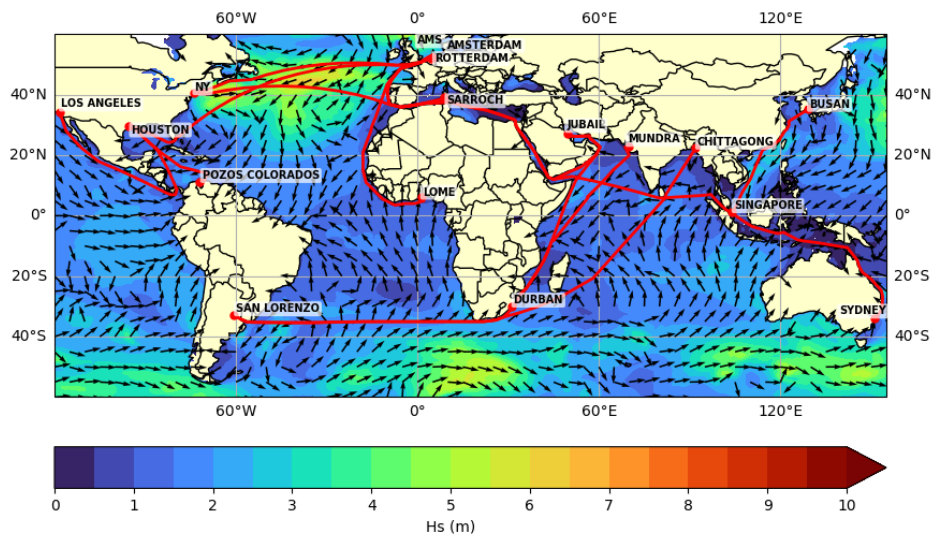 60°W 0° 60°E 120°E
AMS
AMSTERDAM
ROTTERDAM
NY
40°N 40°N
LOS ANGELES
SARROCH
BUSAN
HOUSTON
JUBAIL
MUNDRA
CHITTAGONG
20°N 20°N
POZOS COLORADOS
LOME
SINGAPORE
0° 0°
20°S 20°S
SAN LORENZO
DURBAN
SYDNEY
40°S 40°S
60°W 0° 60°E 120°E
0 1 2 3 4 5 6 7 8 9 10
Hs (m)